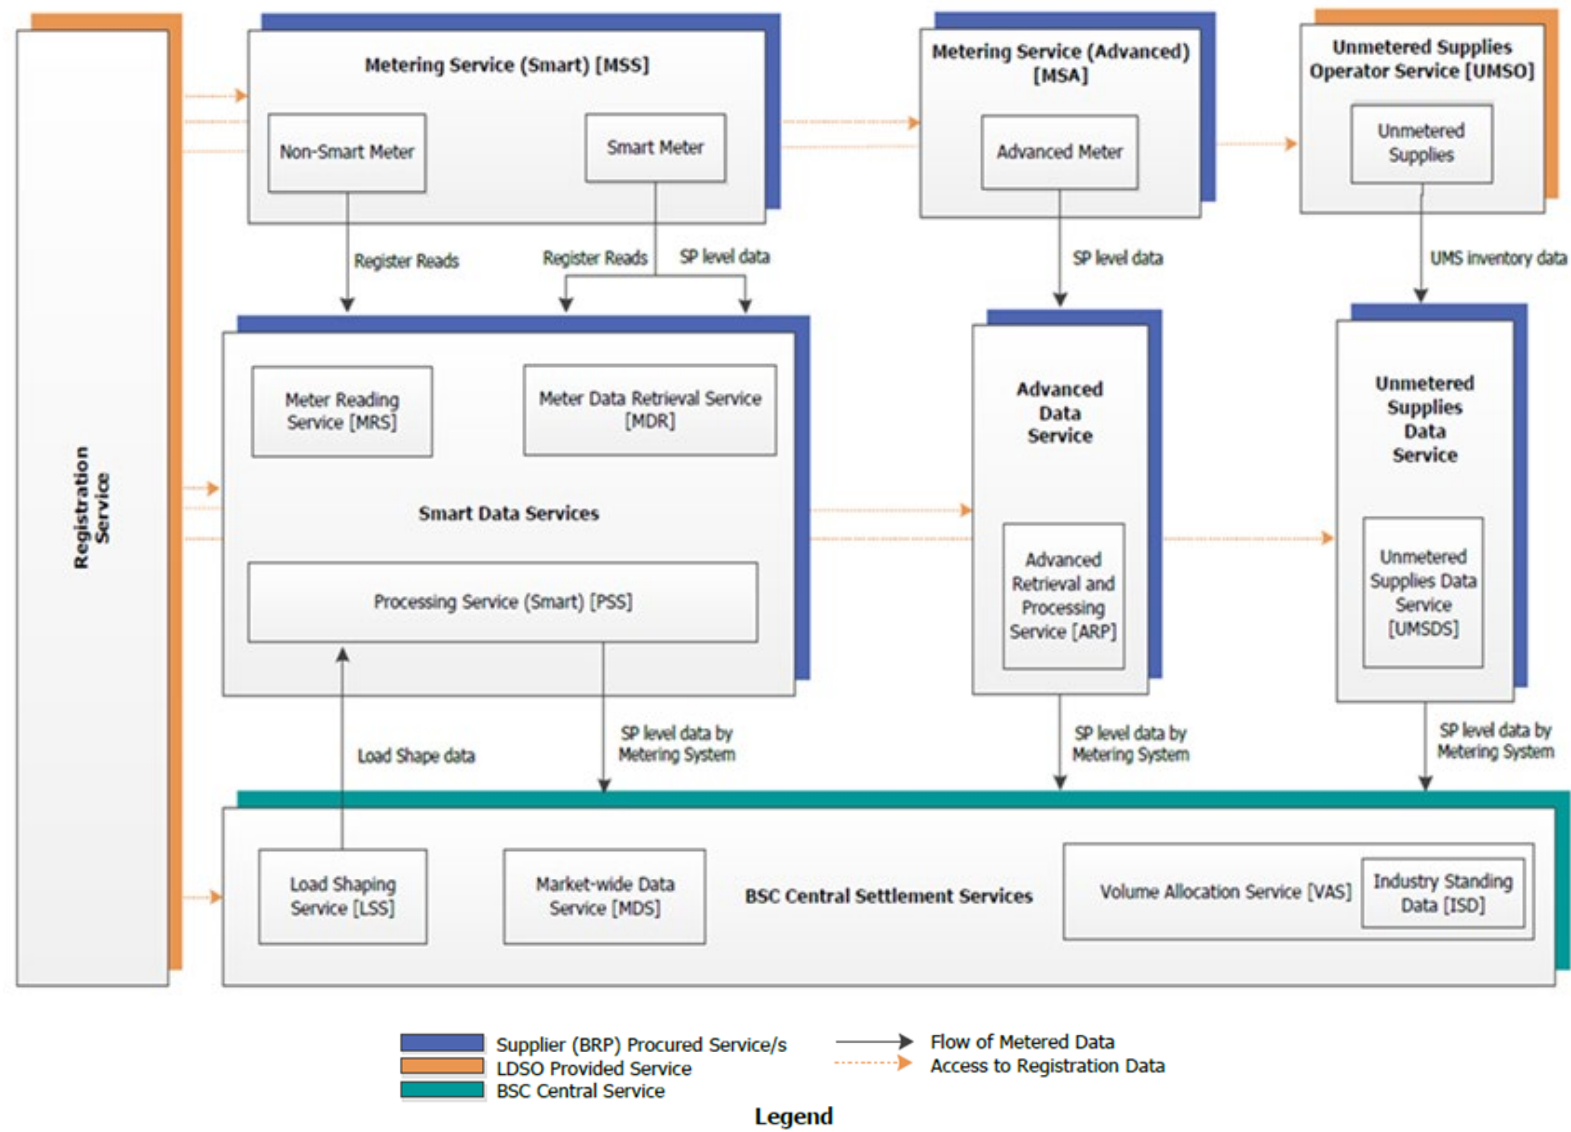 Metering Service (Smart) [MSS]
Non-Smart Meter
Smart Meter
Metering Service (Advanced)
[MSA]
Advanced Meter
Unmetered Supplies
Operator Service [UMSO]
Unmetered
Supplies
Register Reads
Register Reads
SP level data
SP level data
UMS inventory data
Registration
Service
Meter Reading
Service [MRS]
Meter Data Retrieval Service
[MDR]
Smart Data Services
Processing Service (Smart) [PSS]
Advanced
Data
Service
Advanced
Retrieval and
Processing
Service [ARP]
Unmetered
Supplies
Data
Service
Unmetered
Supplies Data
Service
[UMSDS]
Load Shape data
SP level data by
Metering System
SP level data by
Metering System
SP level data by
Metering System
Load Shaping
Service [LSS]
Market-wide Data
Service [MDS]
BSC Central Settlement Services
Volume Allocation Service [VAS]
Industry Standing
Data [ISD]
Supplier (BRP) Procured Service/s
LDSO Provided Service
BSC Central Service
Flow of Metered Data
Access to Registration Data
Legend